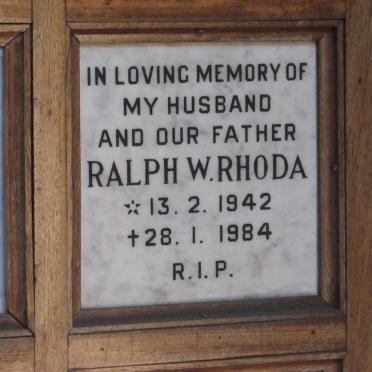 IN LOVING MEMORY OF
MY HUSBAND
AND OUR FATHER
RALPH W. RHODA
☆ 13. 2. 1942
✝ 28. 1. 1984
R.I.P.